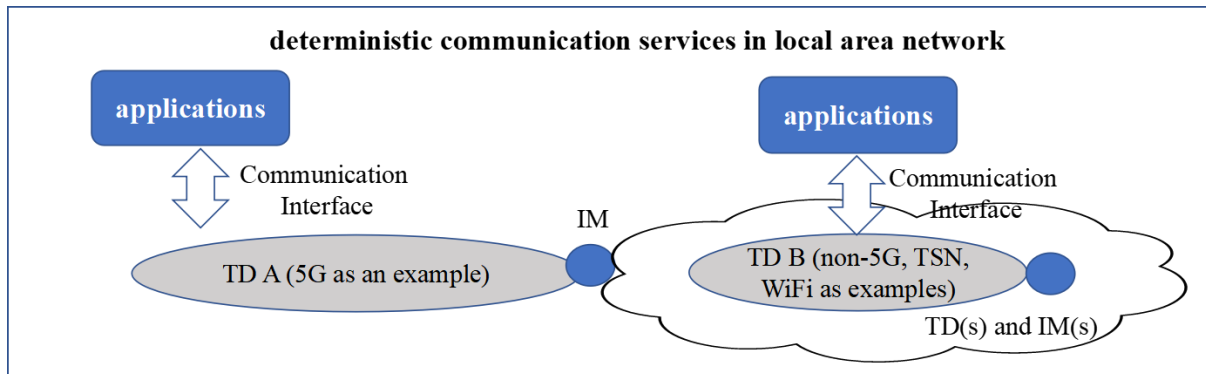 deterministic communication services in local area network
applications
applications
Communication
Interface
Communication
Interface
IM
TD A (5G as an example)
TD B (non-5G, TSN,
WiFi as examples)
TD(s) and IM(s)